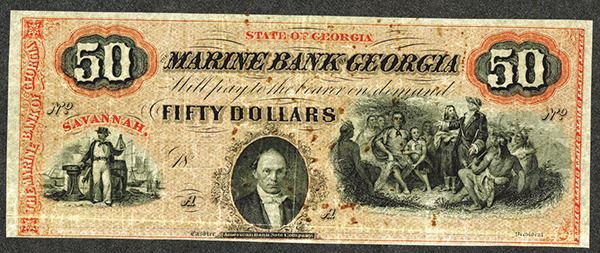 STATE OF GEORGIA
50 MARINE BANK GEORGIA 50
Will pay to the bearer on demand
No FIFTY DOLLARS No
SAVANNAH,
18
A A
Cashier American Bank Note Company President
THE MARINE BANK OF GEORGIA